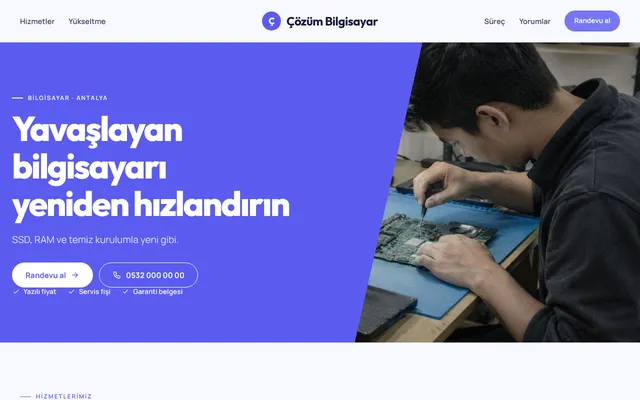 Hizmetler
Yükseltme
Ç
Çözüm Bilgisayar
Süreç
Yorumlar
Randevu al
BİLGİSAYAR · ANTALYA
Yavaşlayan
bilgisayarı
yeniden hızlandırın
SSD, RAM ve temiz kurulumla yeni gibi.
Randevu al
0532 000 00 00
Yazılı fiyat
Servis fişi
Garanti belgesi
HİZMETLERİMİZ